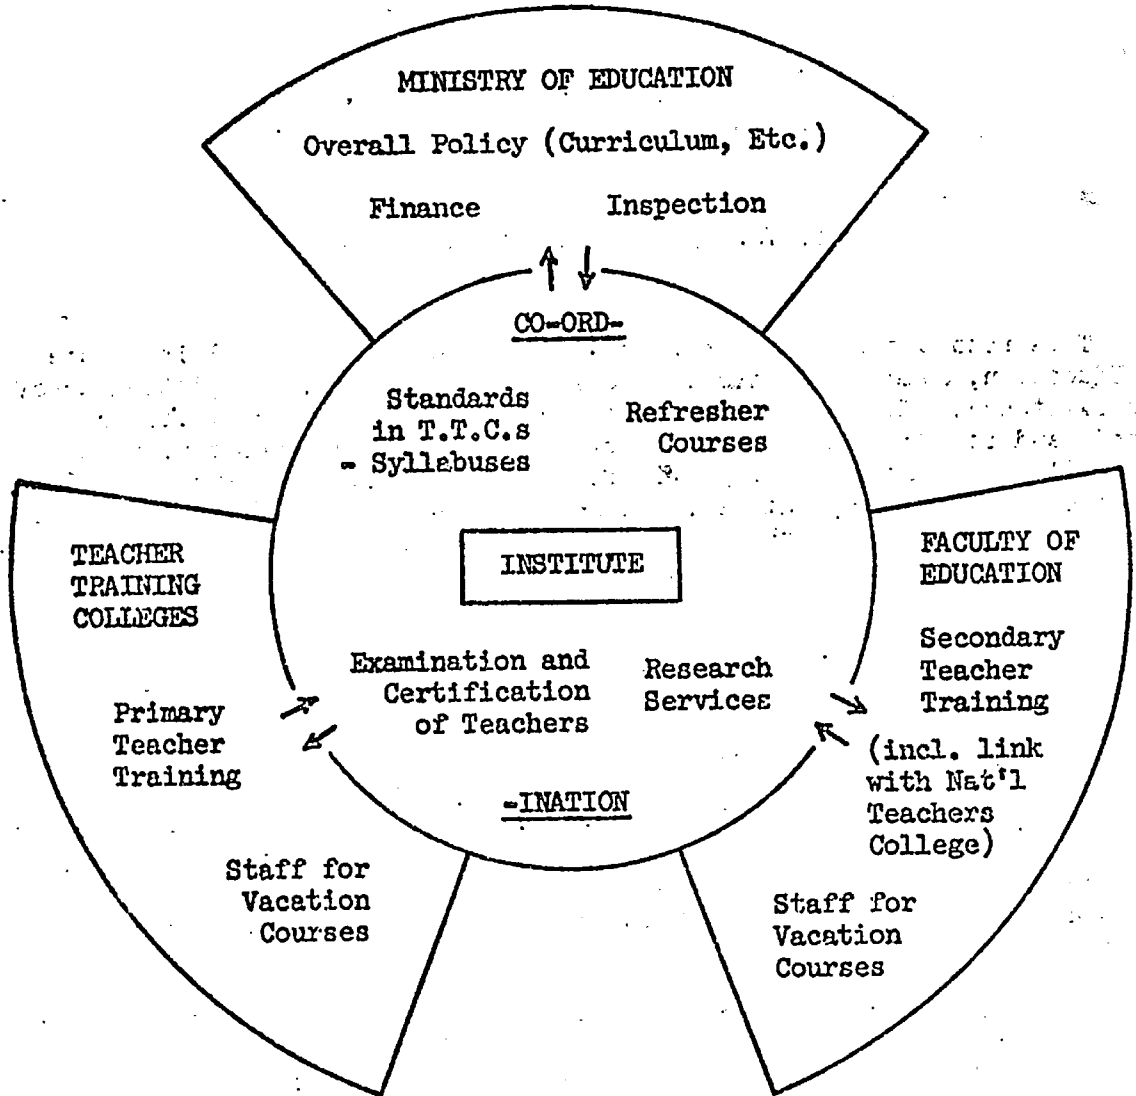 MINISTRY OF EDUCATION
Overall Policy (Curriculum, Etc.)
Finance
Inspection
CO-ORD-
Standards
in T.T.C.s
- Syllabuses
Refresher
Courses
INSTITUTE
Examination and
Certification
of Teachers
Research
Services
-INATION
TEACHER
TRAINING
COLLEGES
Primary
Teacher
Training
Staff for
Vacation
Courses
FACULTY OF
EDUCATION
Secondary
Teacher
Training
(incl. link
with Nat'l
Teachers
College)
Staff for
Vacation
Courses